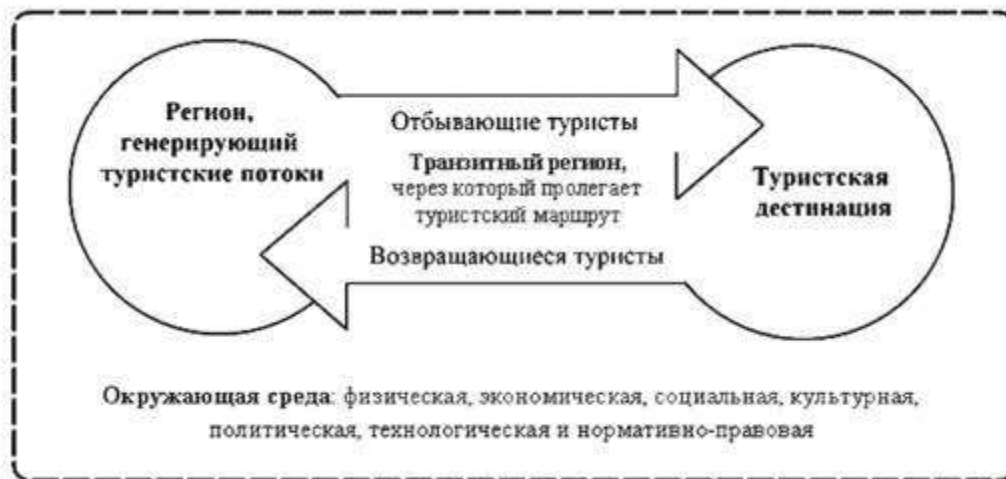 Регион,
генерирующий
туристские потоки
Отбывающие туристы
Транзитный регион,
через который пролегает
туристский маршрут
Возвращающиеся туристы
Туристская
дестинация
Окружающая среда: физическая, экономическая, социальная, культурная,
политическая, технологическая и нормативно-правовая